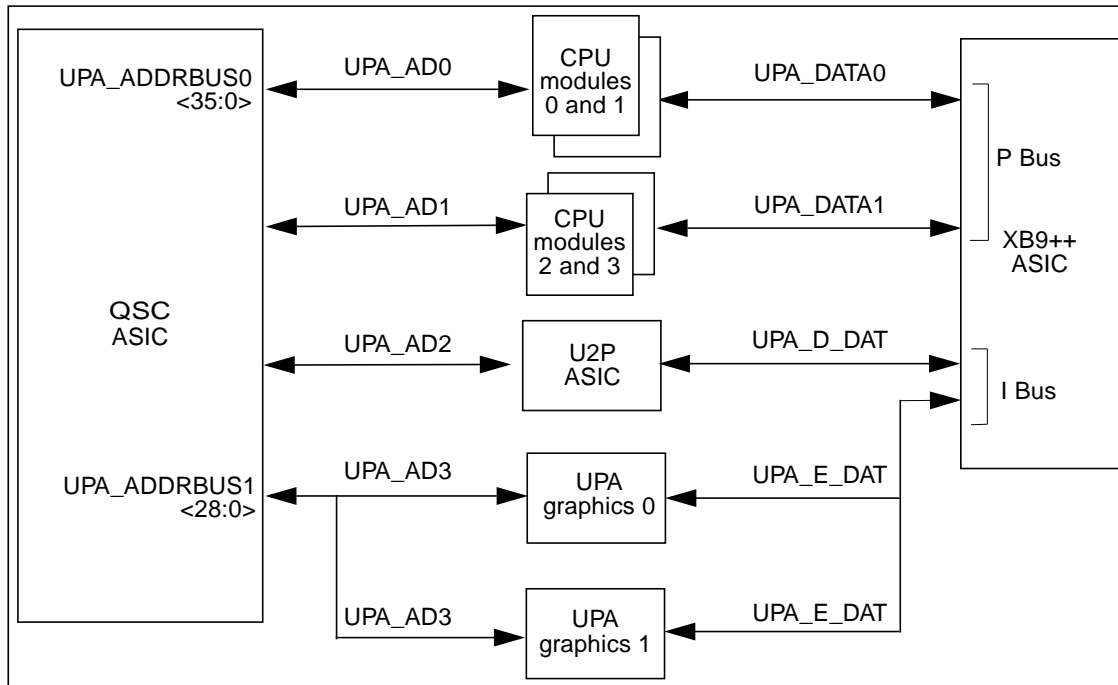 UPA_ADDRBUS0
<35:0>
UPA_AD0
CPU
modules
0 and 1
UPA_DATA0
P Bus
UPA_AD1
CPU
modules
2 and 3
UPA_DATA1
XB9++
ASIC
QSC
ASIC
UPA_AD2
U2P
ASIC
UPA_D_DAT
I Bus
UPA_ADDRBUS1
<28:0>
UPA_AD3
UPA
graphics 0
UPA_E_DAT
UPA_AD3
UPA
graphics 1
UPA_E_DAT